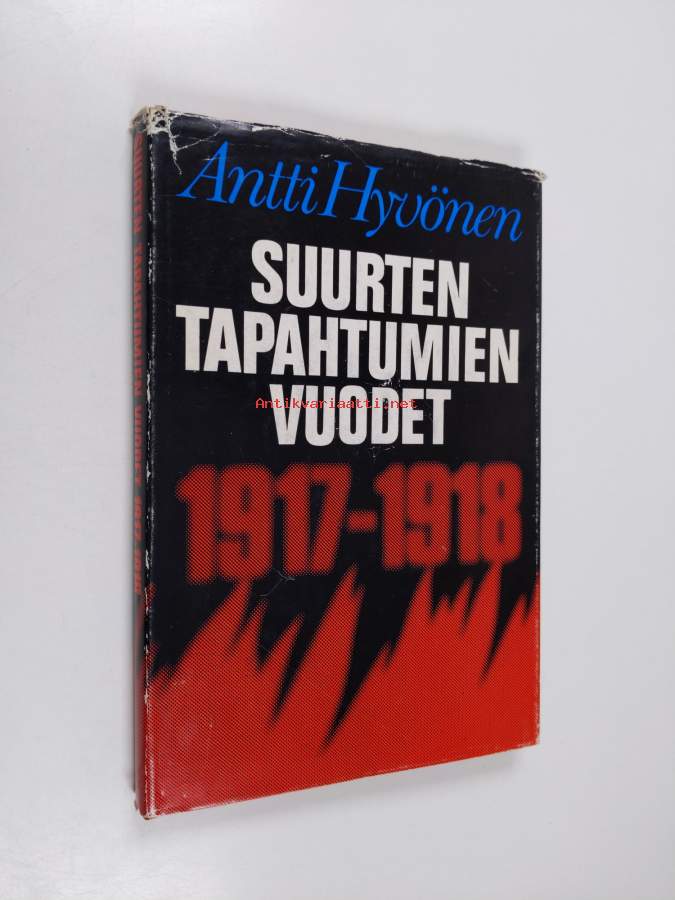 Antti Hyvönen
SUURTEN
TAPAHTUMIEN
VUODET
1917-1918
Antikvariaatti.net
SUURTEN TAPAHTUMIEN VUODET 1917-1918